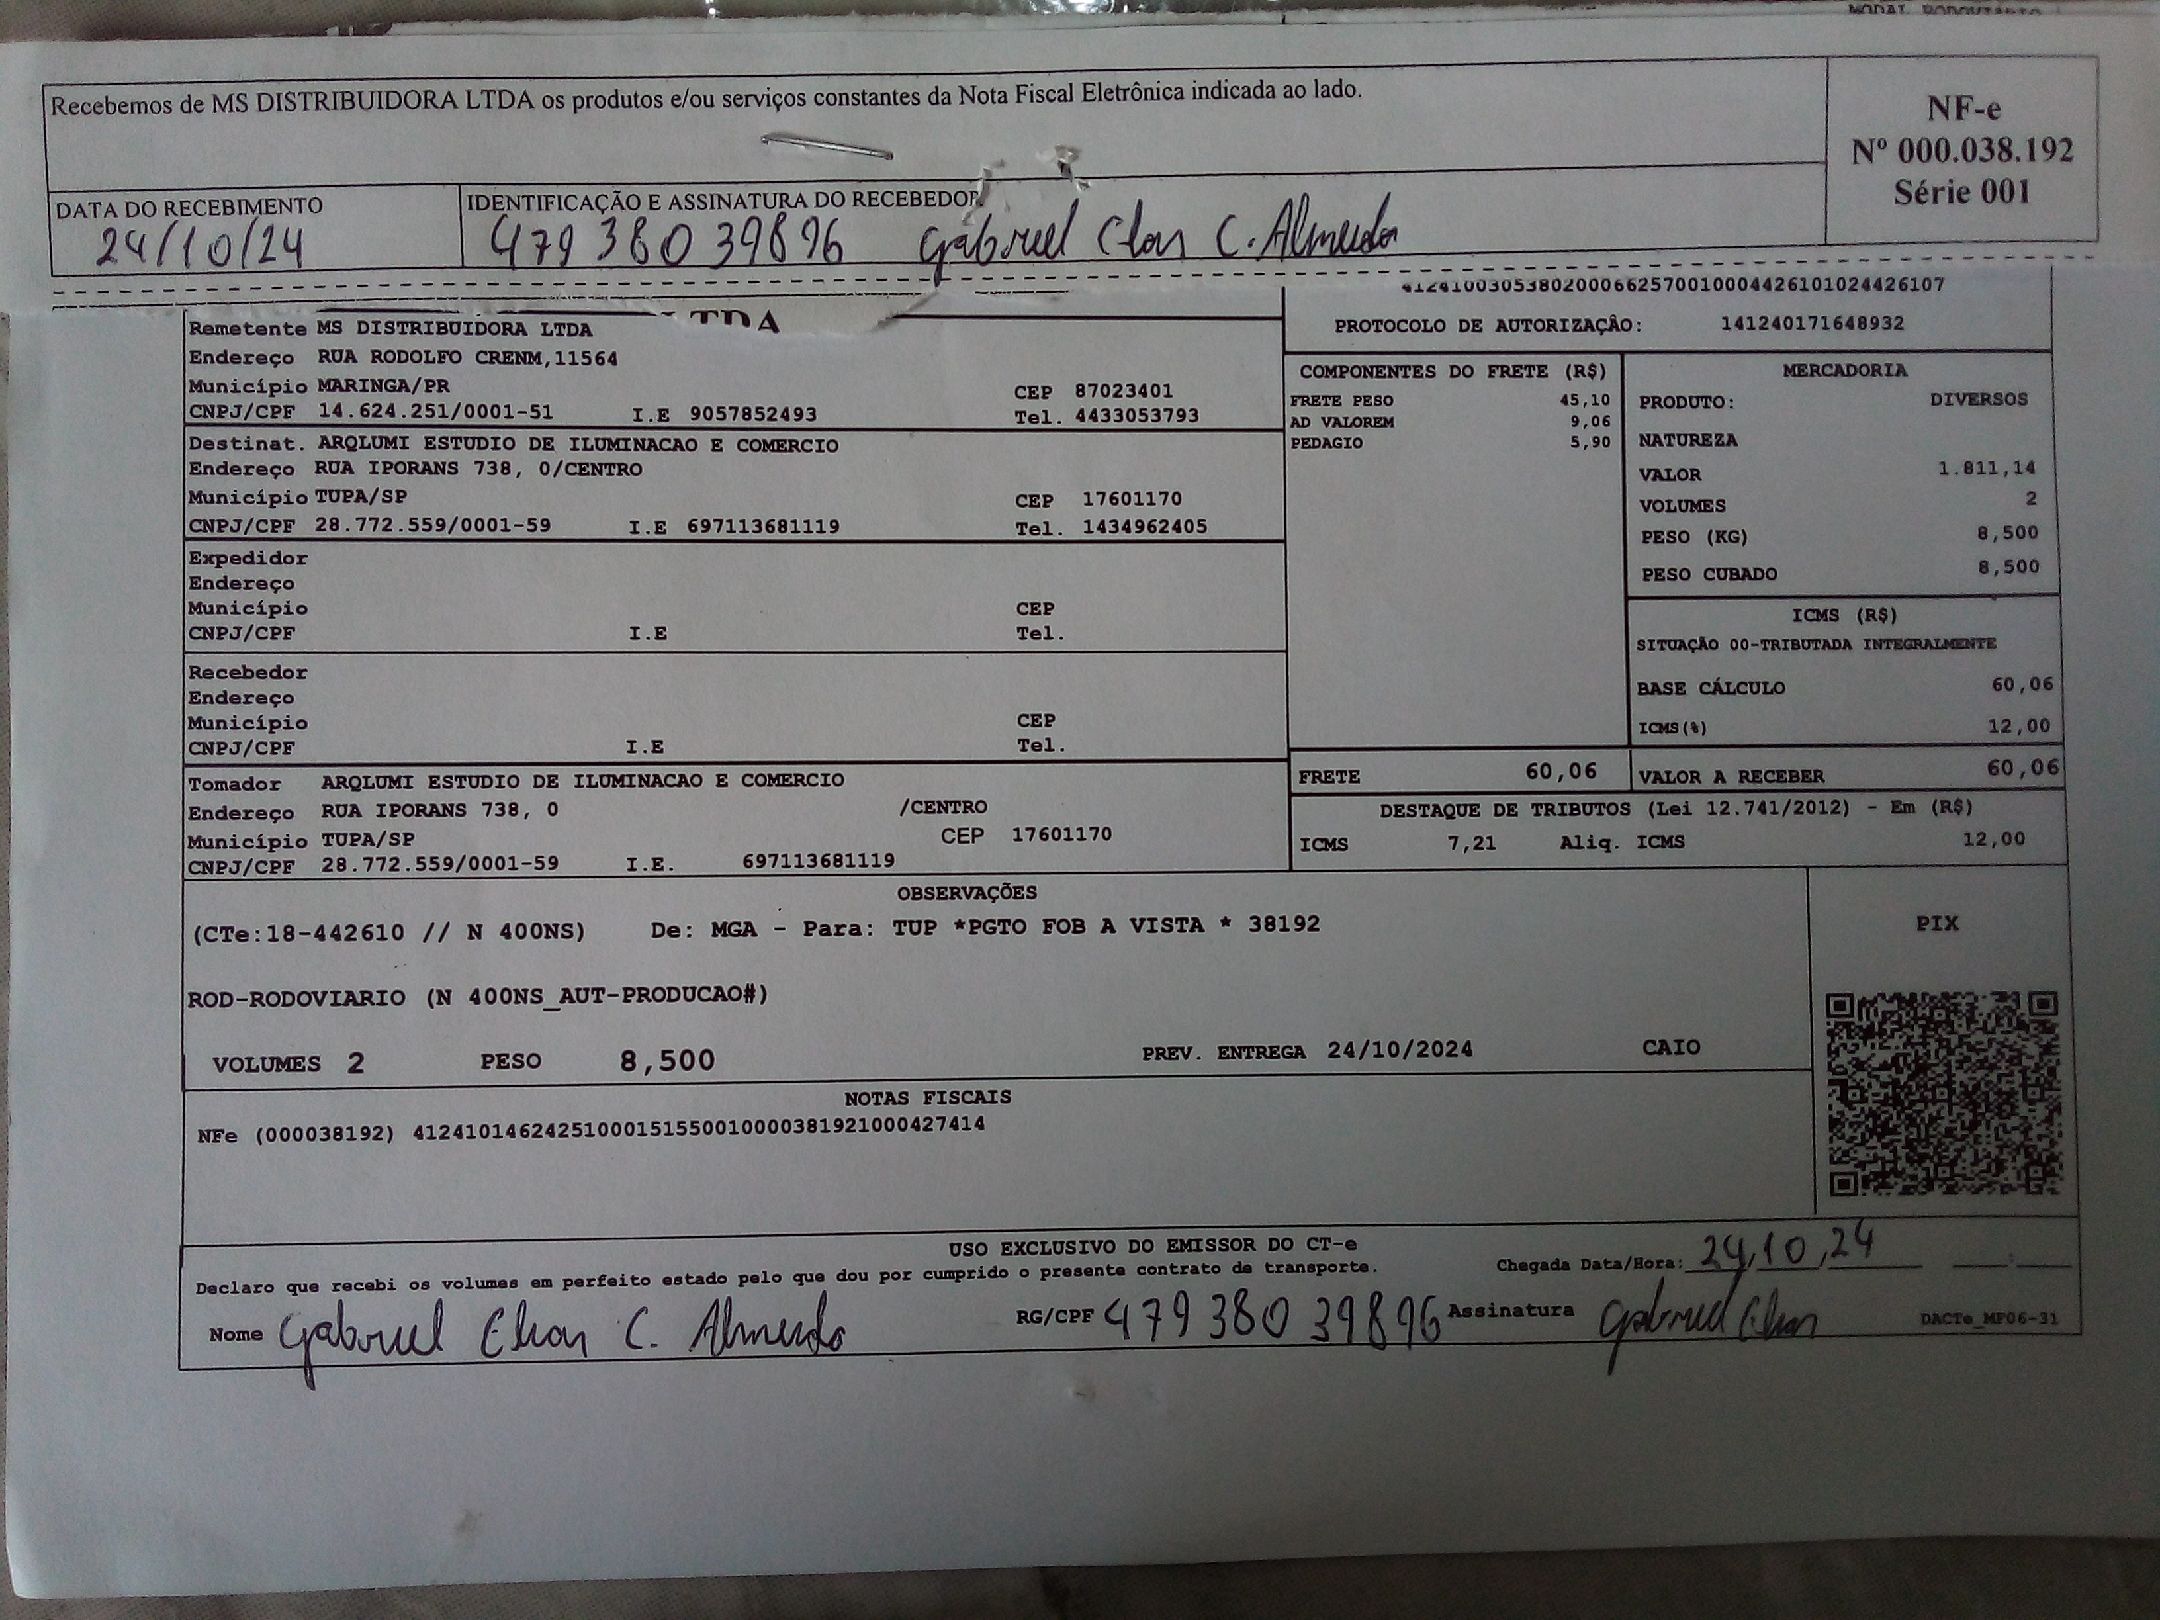 Recebemos de MS DISTRIBUIDORA LTDA os produtos e/ou serviços constantes da Nota Fiscal Eletrônica indicada ao lado.
NF-e
Nº 000.038.192
Série 001
DATA DO RECEBIMENTO
24/10/24
IDENTIFICAÇÃO E ASSINATURA DO RECEBEDOR
479 380 39896 Gabriel C. Almeida
41241003053802000662570010004426101024426107
PROTOCOLO DE AUTORIZAÇÃO: 141240171648932
Remetente MS DISTRIBUIDORA LTDA
Endereço RUA RODOLFO CRENM,11564
Município MARINGA/PR CEP 87023401
CNPJ/CPF 14.624.251/0001-51 I.E 9057852493 Tel. 4433053793
Destinat. ARQLUMI ESTUDIO DE ILUMINACAO E COMERCIO
Endereço RUA IPORANS 738, 0/CENTRO
Município TUPA/SP CEP 17601170
CNPJ/CPF 28.772.559/0001-59 I.E 697113681119 Tel. 1434962405
Expedidor
Endereço
Município CEP
CNPJ/CPF I.E Tel.
Recebedor
Endereço
Município CEP
CNPJ/CPF I.E Tel.
Tomador ARQLUMI ESTUDIO DE ILUMINACAO E COMERCIO
Endereço RUA IPORANS 738, 0 /CENTRO
Município TUPA/SP CEP 17601170
CNPJ/CPF 28.772.559/0001-59 I.E. 697113681119
COMPONENTES DO FRETE (R$)
FRETE PESO 45,10
AD VALOREM 9,06
PEDAGIO 5,90
MERCADORIA
PRODUTO: DIVERSOS
NATUREZA
VALOR 1.811,14
VOLUMES 2
PESO (KG) 8,500
PESO CUBADO 8,500
ICMS (R$)
SITUAÇÃO 00-TRIBUTADA INTEGRALMENTE
BASE CÁLCULO 60,06
ICMS(%) 12,00
FRETE 60,06 VALOR A RECEBER 60,06
DESTAQUE DE TRIBUTOS (Lei 12.741/2012) - Em (R$)
ICMS 7,21 Aliq. ICMS 12,00
OBSERVAÇÕES
(CTe:18-442610 // N 400NS) De: MGA - Para: TUP *PGTO FOB A VISTA * 38192
ROD-RODOVIARIO (N 400NS_AUT-PRODUCAO#)
VOLUMES 2 PESO 8,500 PREV. ENTREGA 24/10/2024 CAIO
PIX
NOTAS FISCAIS
NFe (000038192) 41241014624251000151550010000381921000427414
USO EXCLUSIVO DO EMISSOR DO CT-e
Declaro que recebi os volumes em perfeito estado pelo que dou por cumprido o presente contrato de transporte.
Chegada Data/Hora: 24,10,24 :
Nome Gabriel C. Almeida RG/CPF 479 380 39896 Assinatura Gabriel
DACTe_MF06-31